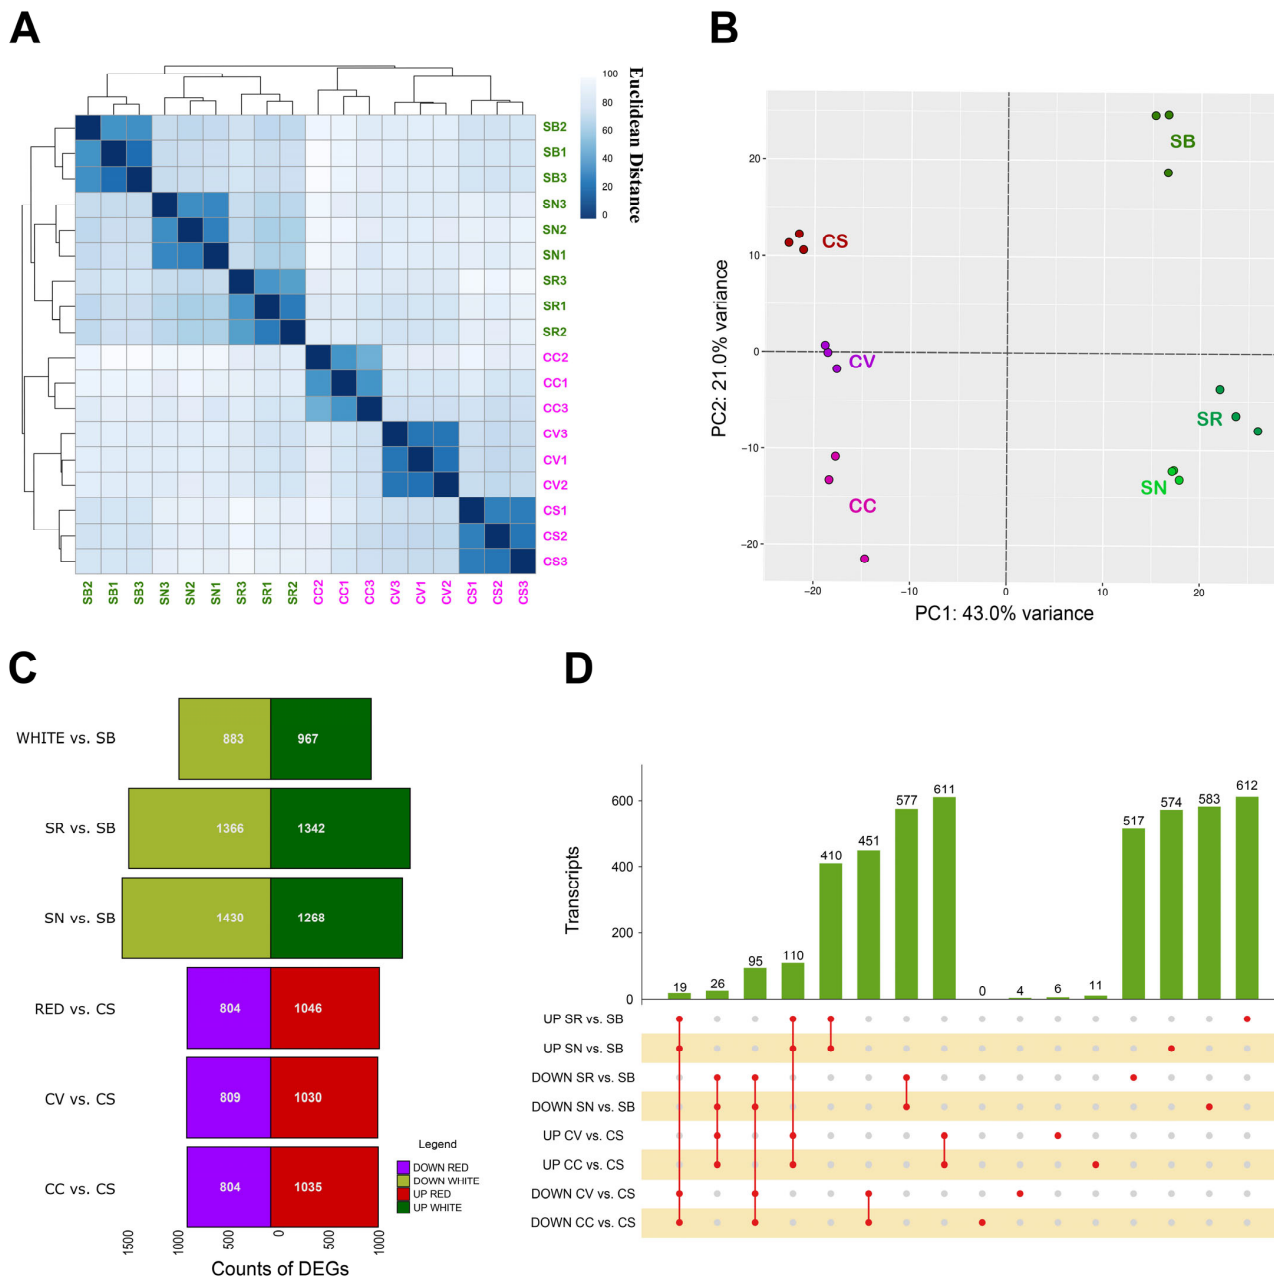 A
100
80
60
40
20
0
Euclidean Distance
SB2
SB1
SB3
SN3
SN2
SN1
SR3
SR1
SR2
CC2
CC1
CC3
CV3
CV1
CV2
CS1
CS2
CS3
SB2 SB1 SB3 SN3 SN2 SN1 SR3 SR1 SR2 CC2 CC1 CC3 CV3 CV1 CV2 CS1 CS2 CS3
B
PC2: 21.0% variance
20
10
0
−10
−20
SB
CS
CV
SR
SN
CC
−20 −10 0 10 20
PC1: 43.0% variance
C
WHITE vs. SB 883 967
SR vs. SB 1366 1342
SN vs. SB 1430 1268
RED vs. CS 804 1046
CV vs. CS 809 1030
CC vs. CS 804 1035
Legend
DOWN RED
DOWN WHITE
UP RED
UP WHITE
1500 1000 500 0 500 1000
Counts of DEGs
D
Transcripts
600
400
200
0
19 26 95 110 410 451 577 611 0 4 6 11 517 574 583 612
UP SR vs. SB
UP SN vs. SB
DOWN SR vs. SB
DOWN SN vs. SB
UP CV vs. CS
UP CC vs. CS
DOWN CV vs. CS
DOWN CC vs. CS